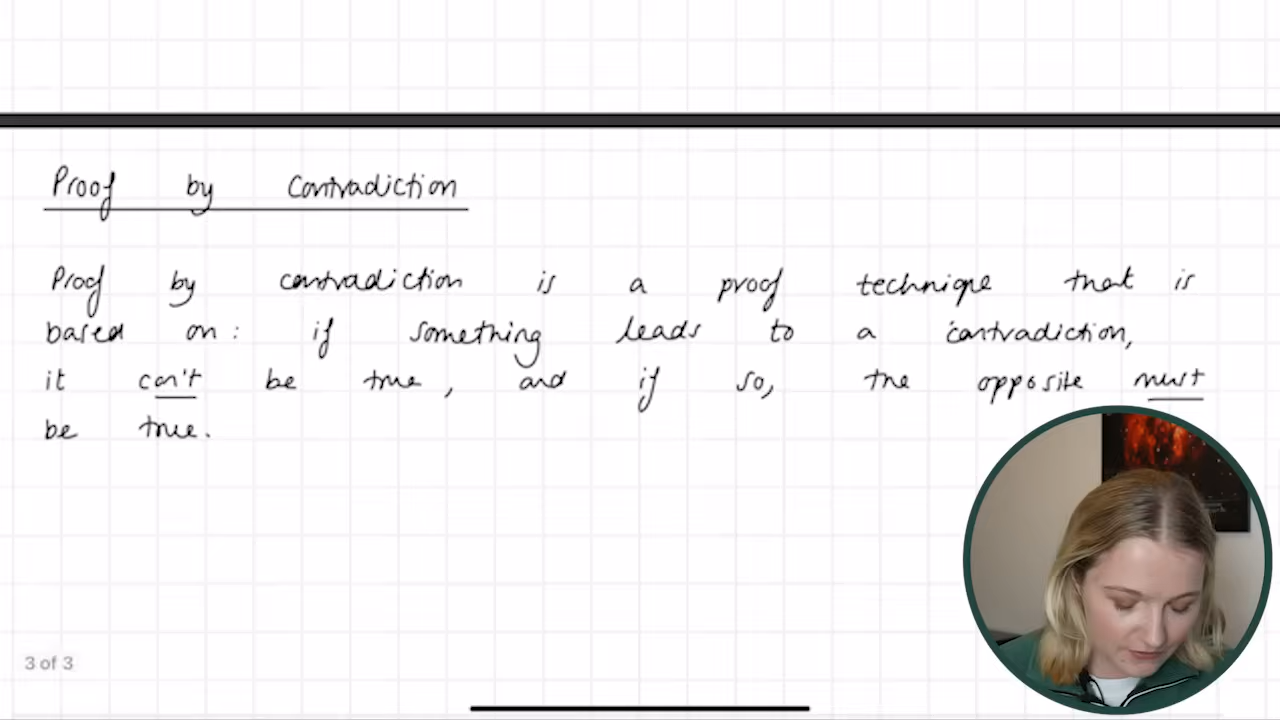 Proof by Contradiction
Proof by contradiction is a proof technique that is
based on: if something leads to a contradiction,
it can't be true, and if so, the opposite must
be true.
3 of 3